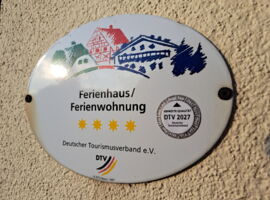 Ferienhaus/
Ferienwohnung
DTV 2027
Deutscher Tourismusverband e.V.
DTV